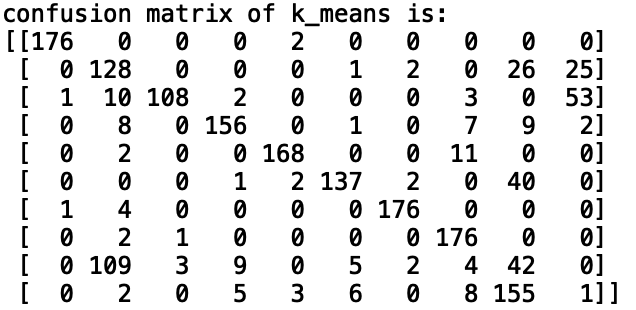 confusion matrix of k_means is:
[[176 0 0 0 2 0 0 0 0 0]
[ 0 128 0 0 0 1 2 0 26 25]
[ 1 10 108 2 0 0 0 3 0 53]
[ 0 8 0 156 0 1 0 7 9 2]
[ 0 2 0 0 168 0 0 11 0 0]
[ 0 0 0 1 2 137 2 0 40 0]
[ 1 4 0 0 0 0 176 0 0 0]
[ 0 2 1 0 0 0 0 176 0 0]
[ 0 109 3 9 0 5 2 4 42 0]
[ 0 2 0 5 3 6 0 8 155 1]]